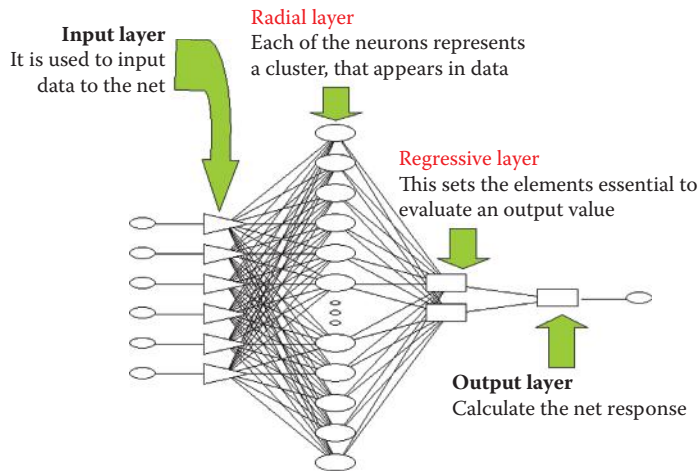 Input layer
It is used to input
data to the net
Radial layer
Each of the neurons represents
a cluster, that appears in data
Regressive layer
This sets the elements essential to
evaluate an output value
Output layer
Calculate the net response